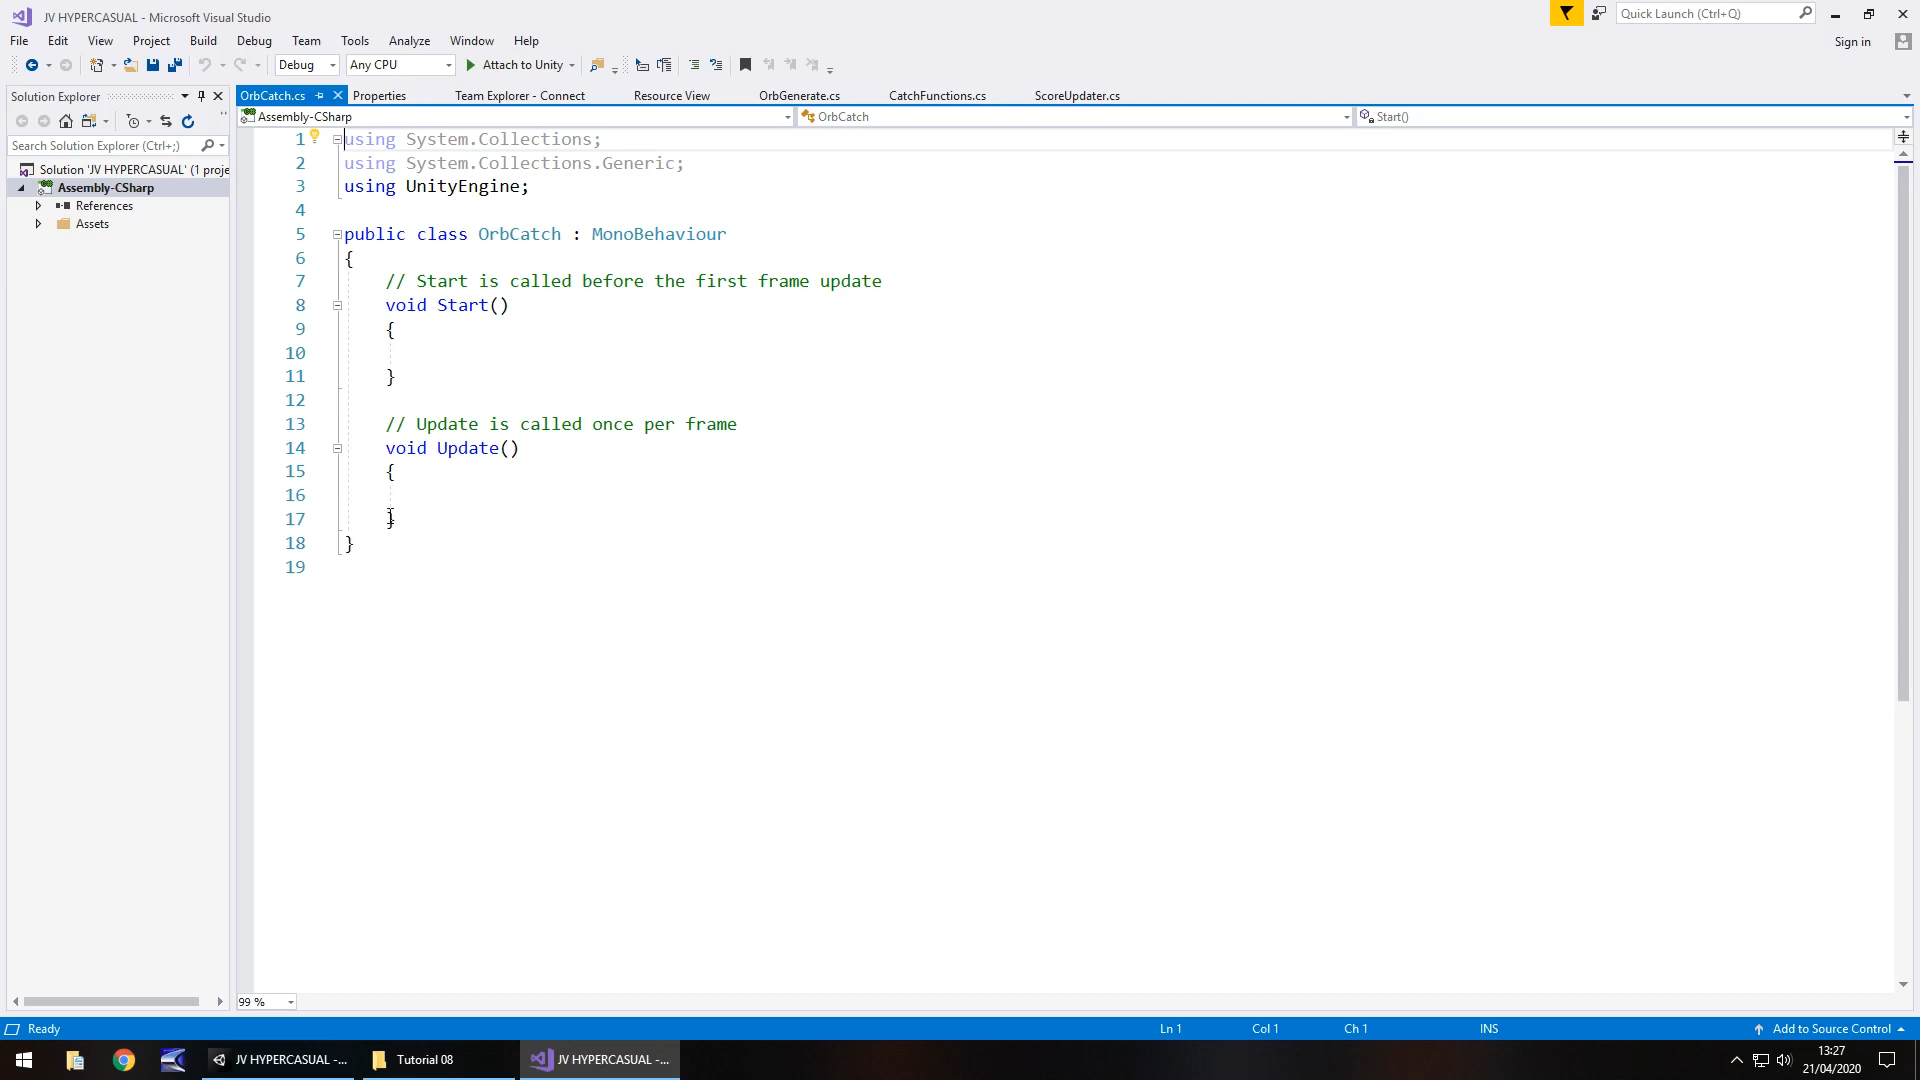 JV HYPERCASUAL - Microsoft Visual Studio
Quick Launch (Ctrl+Q)
File Edit View Project Build Debug Team Tools Analyze Window Help
Sign in
Debug Any CPU Attach to Unity
Solution Explorer
OrbCatch.cs Properties Team Explorer - Connect Resource View OrbGenerate.cs CatchFunctions.cs ScoreUpdater.cs
Assembly-CSharp OrbCatch Start()
Search Solution Explorer (Ctrl+;)
Solution 'JV HYPERCASUAL' (1 proje
Assembly-CSharp
References
Assets
1 using System.Collections;
2 using System.Collections.Generic;
3 using UnityEngine;
4
5 public class OrbCatch : MonoBehaviour
6 {
7 // Start is called before the first frame update
8 void Start()
9 {
10
11 }
12
13 // Update is called once per frame
14 void Update()
15 {
16
17 }
18 }
19
99 %
Ready Ln 1 Col 1 Ch 1 INS Add to Source Control
JV HYPERCASUAL -... Tutorial 08 JV HYPERCASUAL -...
13:27
21/04/2020